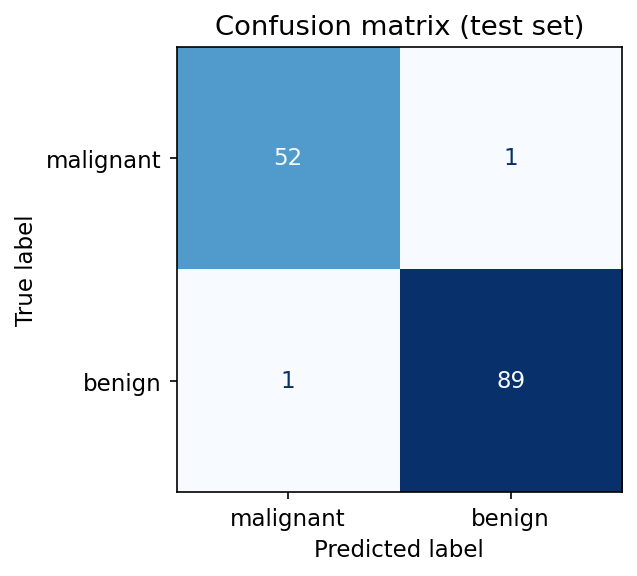 Confusion matrix (test set)
True label
malignant
52
1
benign
1
89
malignant
benign
Predicted label